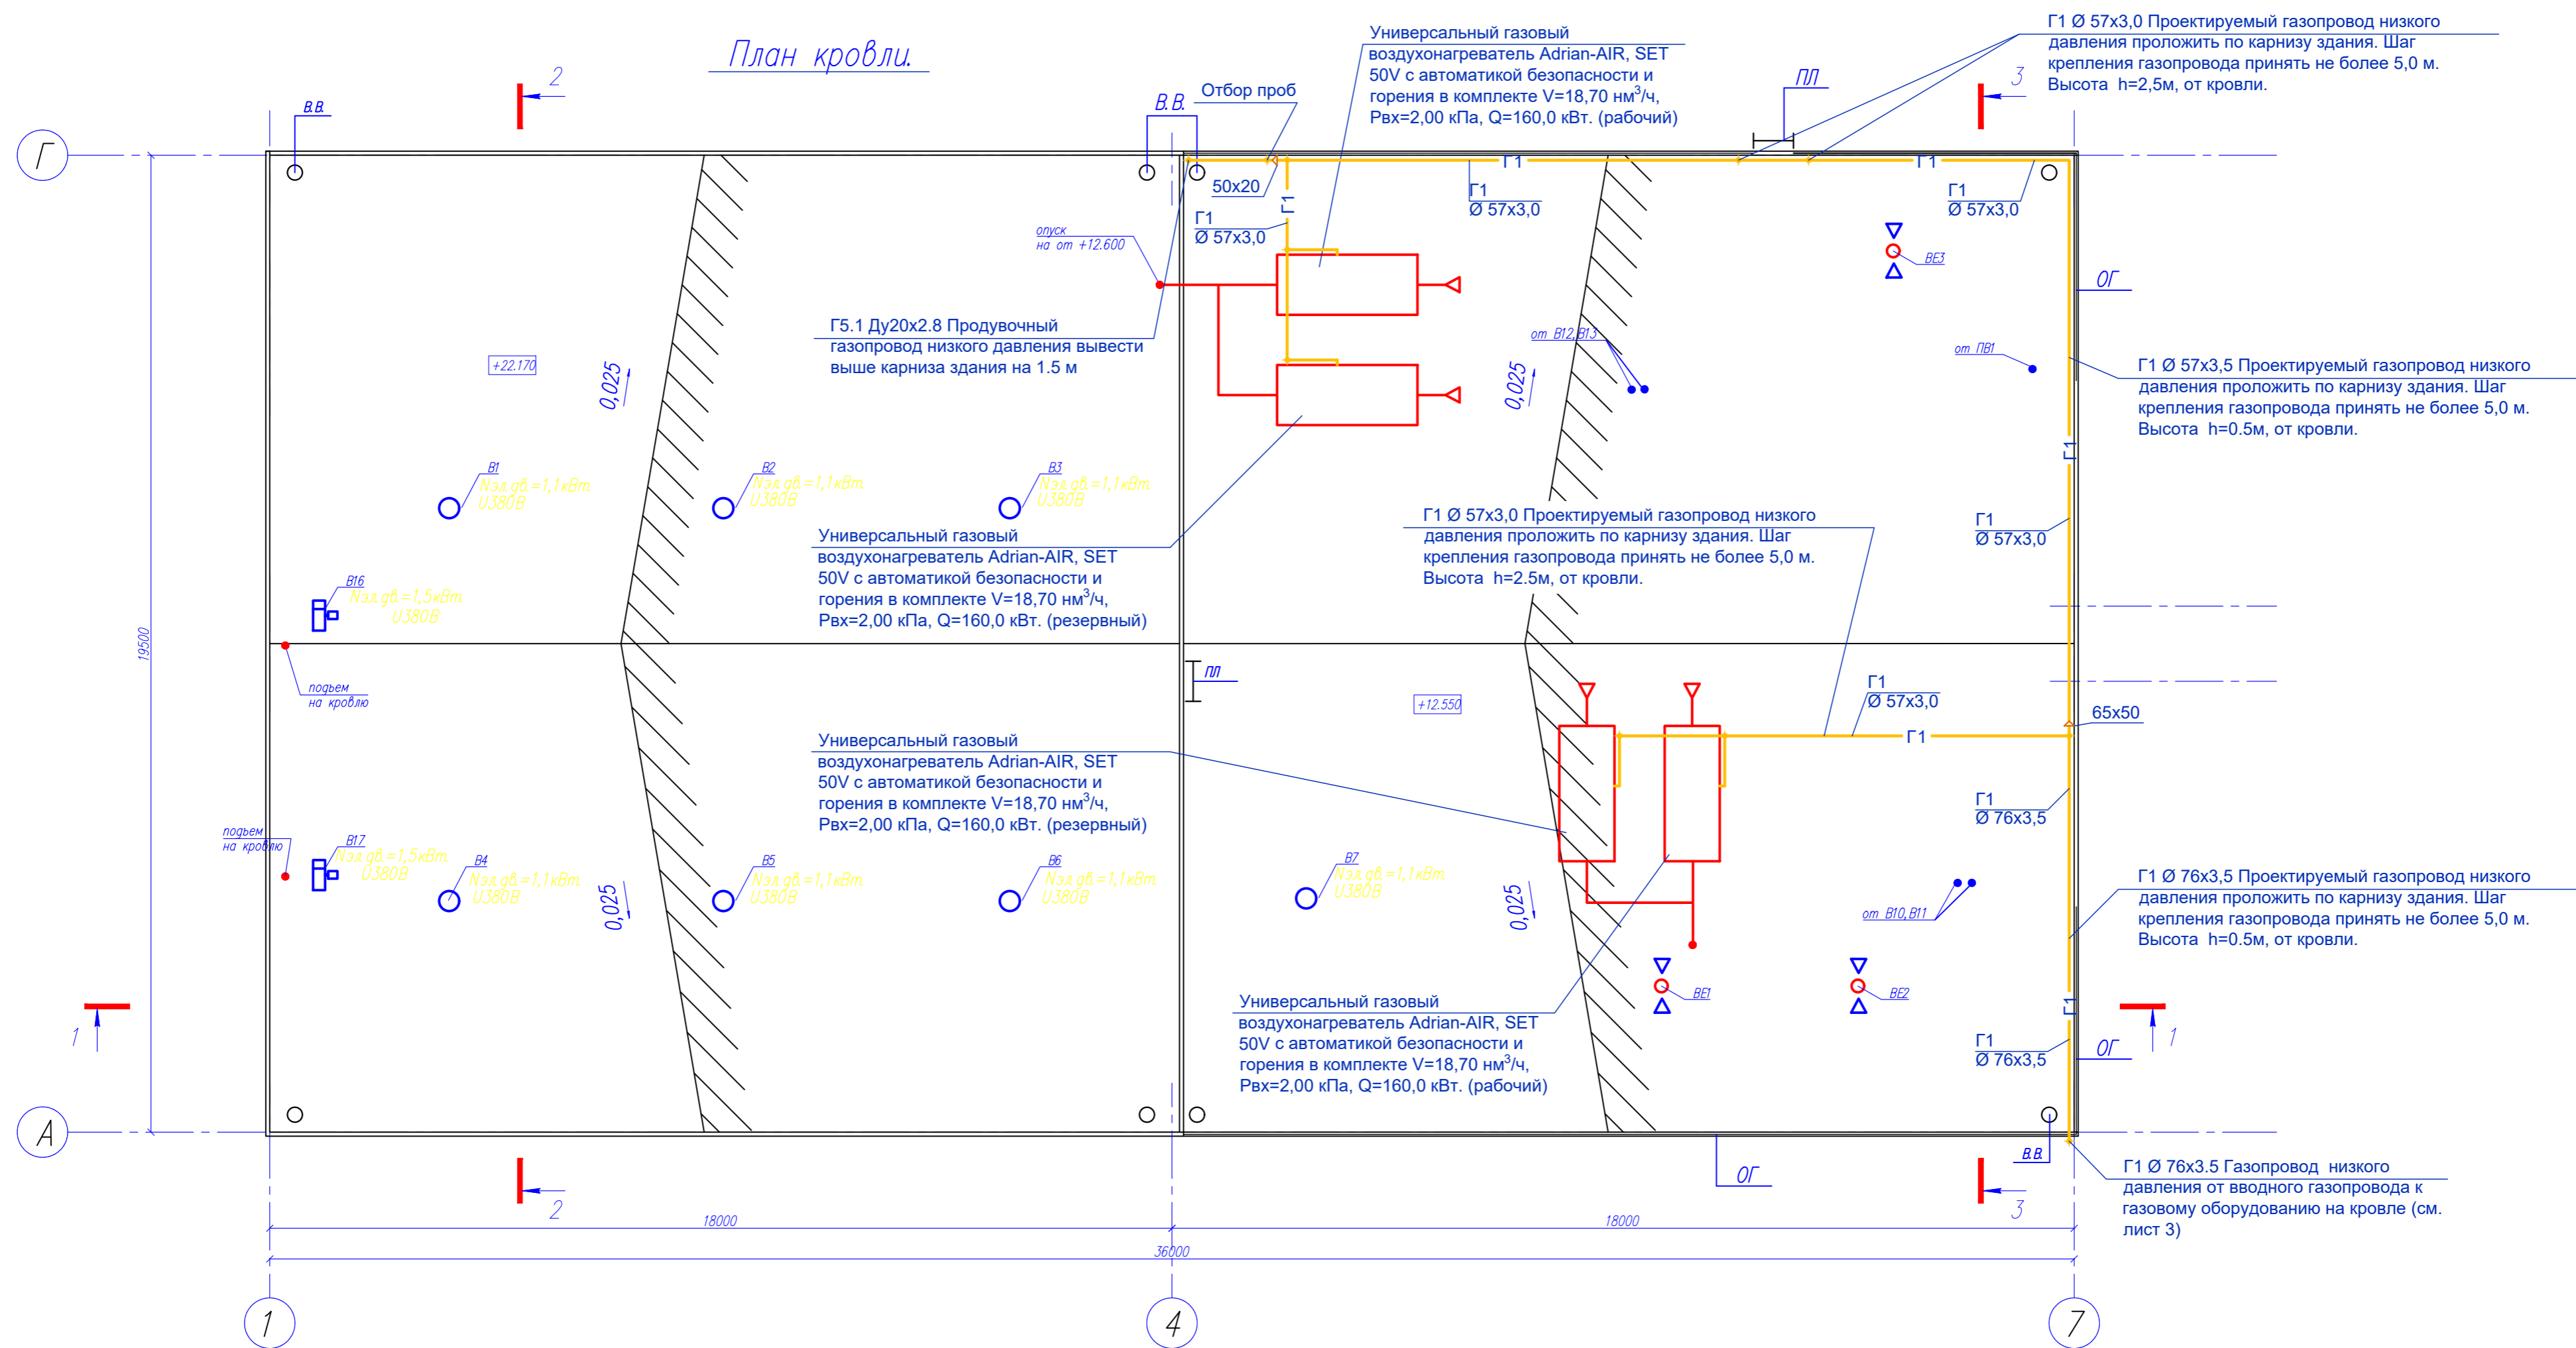 План кровли.
2
3
В.В.
В.В.
Отбор проб
Универсальный газовый
воздухонагреватель Adrian-AIR, SET
50V с автоматикой безопасности и
горения в комплекте V=18,70 нм³/ч,
Рвх=2,00 кПа, Q=160,0 кВт. (рабочий)
ПЛ
Г1 Ø 57х3,0 Проектируемый газопровод низкого
давления проложить по карнизу здания. Шаг
крепления газопровода принять не более 5,0 м.
Высота h=2,5м, от кровли.
Г
Г1
Г1
50х20
Г1
Г1
Ø 57х3,0
Г1
Ø 57х3,0
Г1
Ø 57х3,0
опуск
на от +12.600
ВЕ3
ОГ
Г5.1 Ду20х2.8 Продувочный
газопровод низкого давления вывести
выше карниза здания на 1.5 м
от В12,В13
от ПВ1
+22.170
0,025
0,025
Г1 Ø 57х3,5 Проектируемый газопровод низкого
давления проложить по карнизу здания. Шаг
крепления газопровода принять не более 5,0 м.
Высота h=0.5м, от кровли.
Г1
В1
Nэл.дв.=1,1кВт.
U380В
В2
Nэл.дв.=1,1кВт.
U380В
В3
Nэл.дв.=1,1кВт.
U380В
Универсальный газовый
воздухонагреватель Adrian-AIR, SET
50V с автоматикой безопасности и
горения в комплекте V=18,70 нм³/ч,
Рвх=2,00 кПа, Q=160,0 кВт. (резервный)
Г1 Ø 57х3,0 Проектируемый газопровод низкого
давления проложить по карнизу здания. Шаг
крепления газопровода принять не более 5,0 м.
Высота h=2.5м, от кровли.
Г1
Ø 57х3,0
В16
Nэл.дв.=1,5кВт.
U380В
19500
подъем
на кровлю
ПЛ
+12.550
Г1
Ø 57х3,0
65х50
Г1
Универсальный газовый
воздухонагреватель Adrian-AIR, SET
50V с автоматикой безопасности и
горения в комплекте V=18,70 нм³/ч,
Рвх=2,00 кПа, Q=160,0 кВт. (резервный)
Г1
Ø 76х3,5
подъем
на кровлю
В17
Nэл.дв.=1,5кВт.
U380В
В4
Nэл.дв.=1,1кВт.
U380В
В5
Nэл.дв.=1,1кВт.
U380В
В6
Nэл.дв.=1,1кВт.
U380В
В7
Nэл.дв.=1,1кВт.
U380В
0,025
0,025
от В10,В11
Г1 Ø 76х3,5 Проектируемый газопровод низкого
давления проложить по карнизу здания. Шаг
крепления газопровода принять не более 5,0 м.
Высота h=0.5м, от кровли.
ВЕ1
ВЕ2
Г1
Универсальный газовый
воздухонагреватель Adrian-AIR, SET
50V с автоматикой безопасности и
горения в комплекте V=18,70 нм³/ч,
Рвх=2,00 кПа, Q=160,0 кВт. (рабочий)
1
1
Г1
Ø 76х3,5
ОГ
А
В.В.
ОГ
Г1 Ø 76х3.5 Газопровод низкого
давления от вводного газопровода к
газовому оборудованию на кровле (см.
лист 3)
2
3
18000
18000
36000
1
4
7